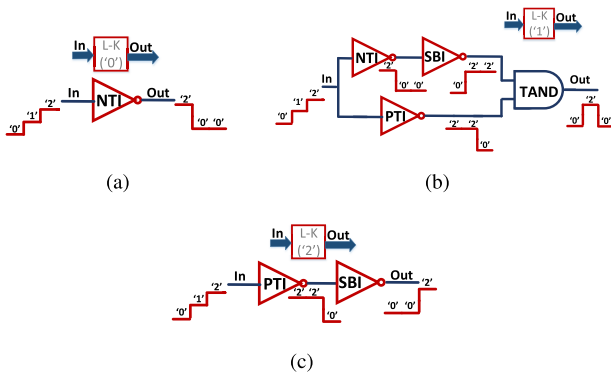 L-K
In Out
('0')
In NTI Out
'0' '1' '2'
'2' '0' '0'
(a)
In L-K Out
('1')
NTI SBI
'2' '0' '0'
'0' '2' '2'
In
'0' '1' '2'
PTI
'2' '2' '0'
TAND
Out
'0' '2' '0'
(b)
L-K
In Out
('2')
In PTI SBI Out
'0' '1' '2'
'2' '2' '0'
'0' '0' '2'
(c)